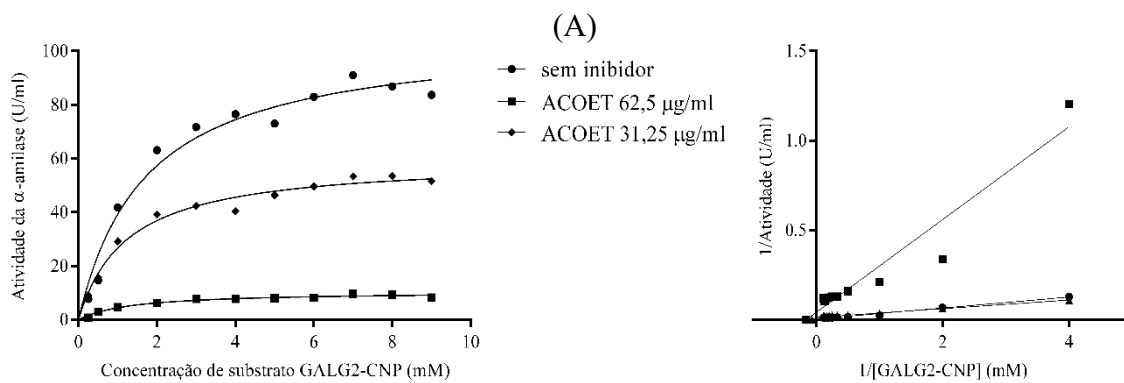 (A)
Atividade da α-amilase (U/ml)
100
80
60
40
20
0
0
2
4
6
8
10
Concentração de substrato GALG2-CNP (mM)
sem inibidor
ACOET 62,5 μg/ml
ACOET 31,25 μg/ml
1/Atividade (U/ml)
1.5
1.0
0.5
0
2
4
1/[GALG2-CNP] (mM)